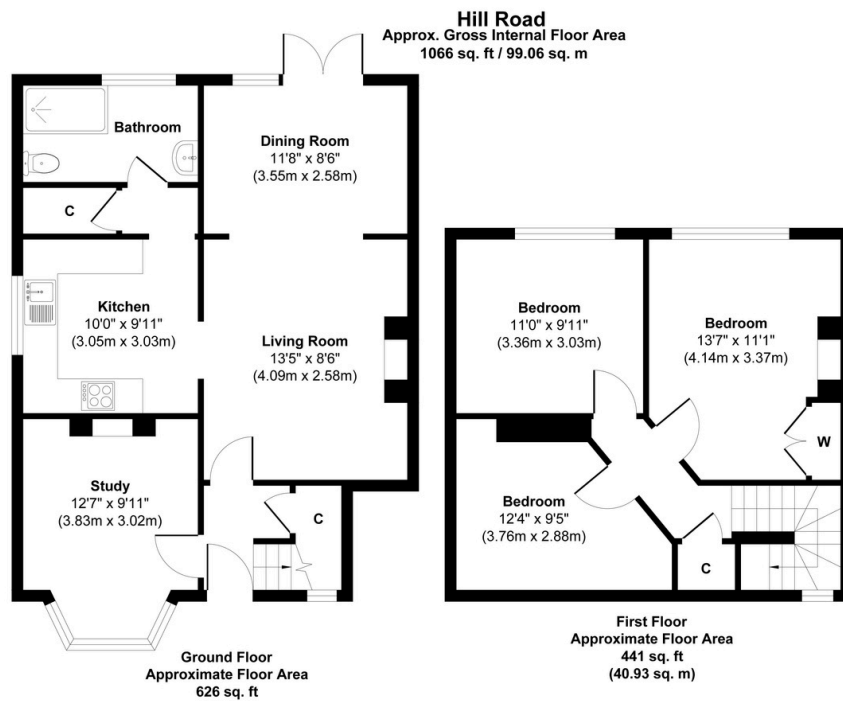 Hill Road
Approx. Gross Internal Floor Area
1066 sq. ft / 99.06 sq. m
Bathroom
Dining Room
11'8" x 8'6"
(3.55m x 2.58m)
C
Kitchen
10'0" x 9'11"
(3.05m x 3.03m)
Living Room
13'5" x 8'6"
(4.09m x 2.58m)
Study
12'7" x 9'11"
(3.83m x 3.02m)
C
Ground Floor
Approximate Floor Area
626 sq. ft
Bedroom
11'0" x 9'11"
(3.36m x 3.03m)
Bedroom
13'7" x 11'1"
(4.14m x 3.37m)
W
Bedroom
12'4" x 9'5"
(3.76m x 2.88m)
C
First Floor
Approximate Floor Area
441 sq. ft
(40.93 sq. m)